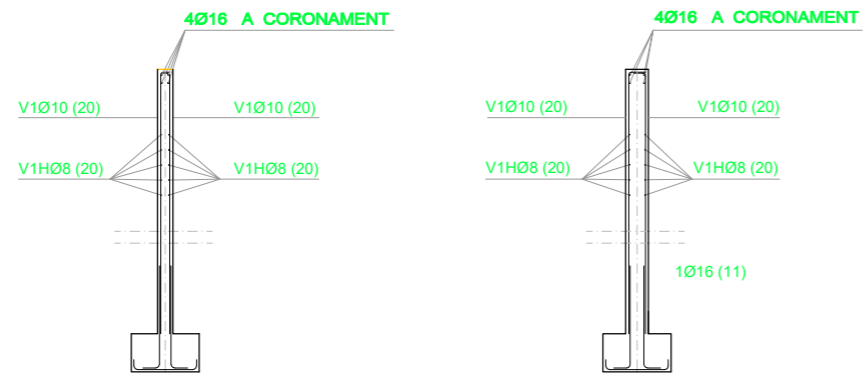 4Ø16 A CORONAMENT
V1Ø10 (20)
V1Ø10 (20)
V1HØ8 (20)
V1HØ8 (20)
4Ø16 A CORONAMENT
V1Ø10 (20)
V1Ø10 (20)
V1HØ8 (20)
V1HØ8 (20)
1Ø16 (11)